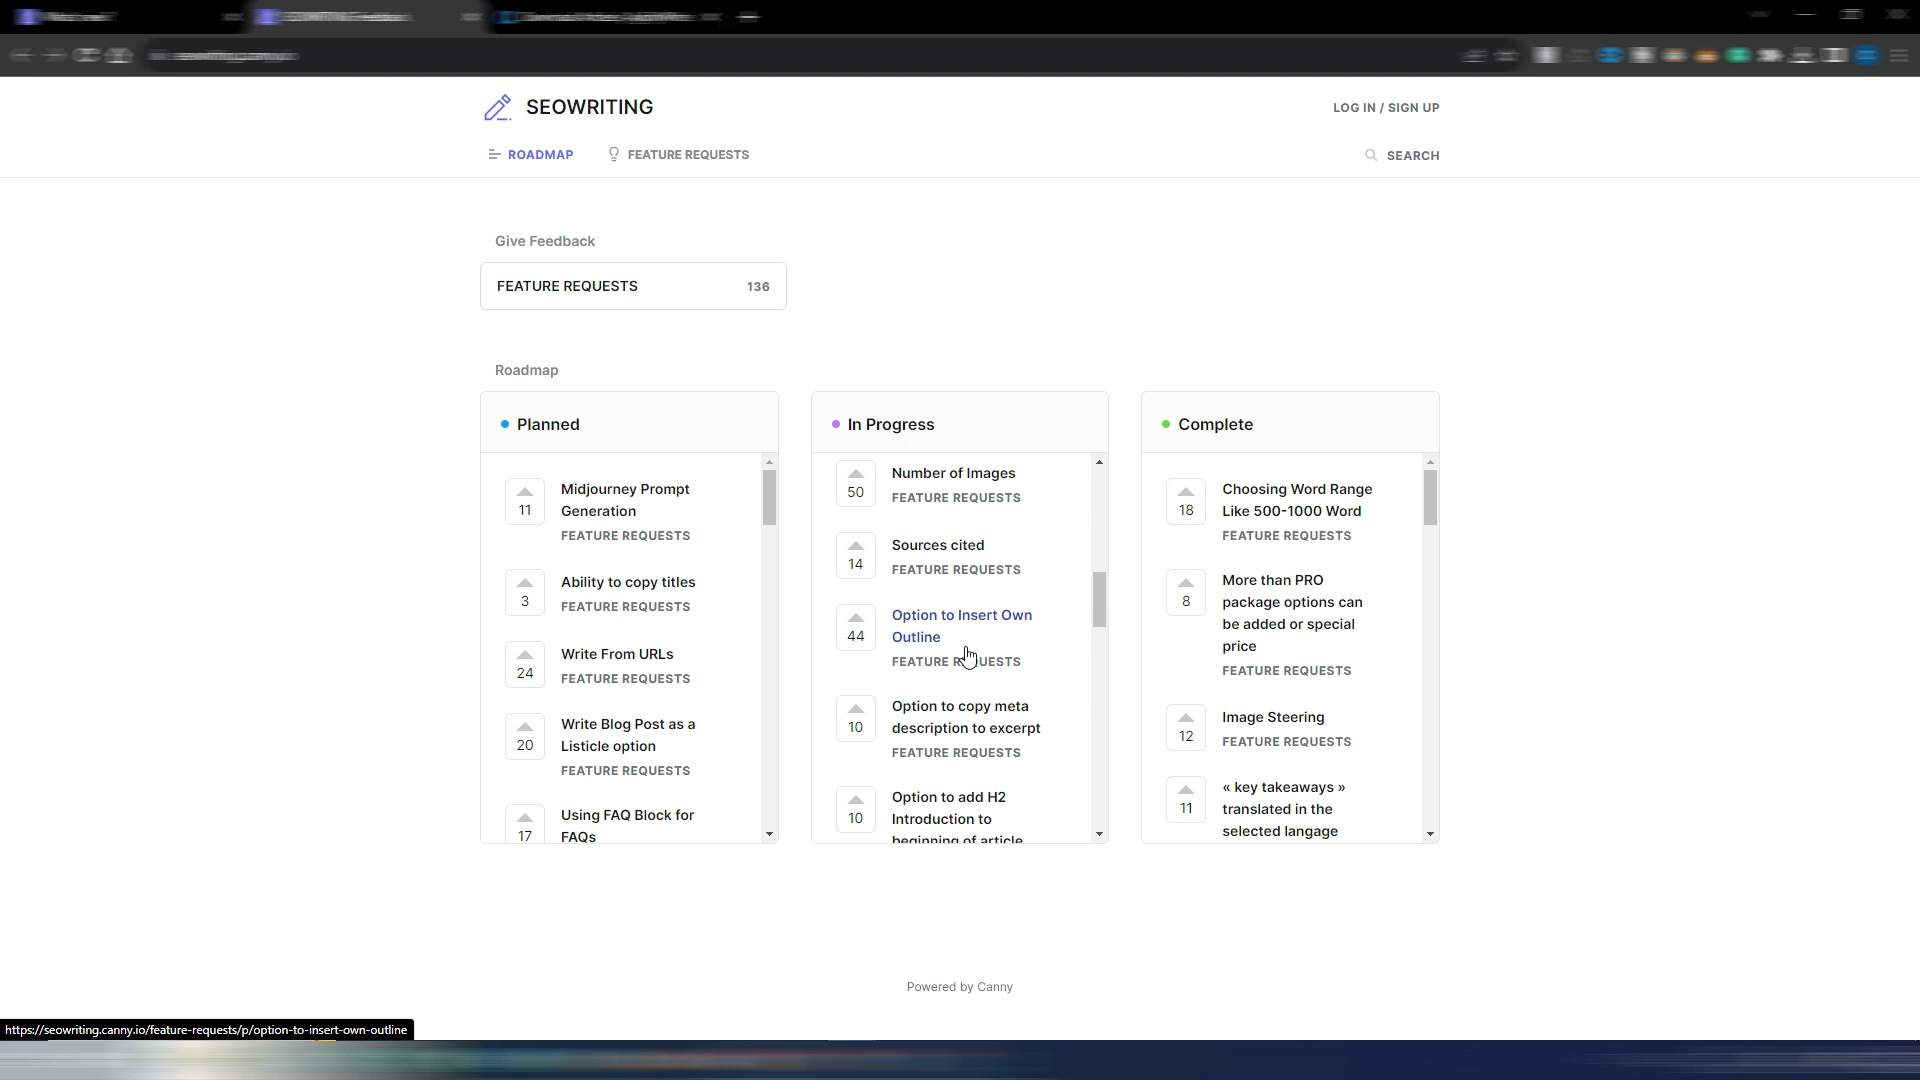 SEOWRITING
LOG IN / SIGN UP
ROADMAP
FEATURE REQUESTS
SEARCH
Give Feedback
FEATURE REQUESTS
136
Roadmap
Planned
11
Midjourney Prompt
Generation
FEATURE REQUESTS
3
Ability to copy titles
FEATURE REQUESTS
24
Write From URLs
FEATURE REQUESTS
20
Write Blog Post as a
Listicle option
FEATURE REQUESTS
17
Using FAQ Block for
FAQs
In Progress
50
Number of Images
FEATURE REQUESTS
14
Sources cited
FEATURE REQUESTS
44
Option to Insert Own
Outline
FEATURE REQUESTS
10
Option to copy meta
description to excerpt
FEATURE REQUESTS
10
Option to add H2
Introduction to
beginning of article
Complete
18
Choosing Word Range
Like 500-1000 Word
FEATURE REQUESTS
8
More than PRO
package options can
be added or special
price
FEATURE REQUESTS
12
Image Steering
FEATURE REQUESTS
11
« key takeaways »
translated in the
selected langage
Powered by Canny
https://seowriting.canny.io/feature-requests/p/option-to-insert-own-outline